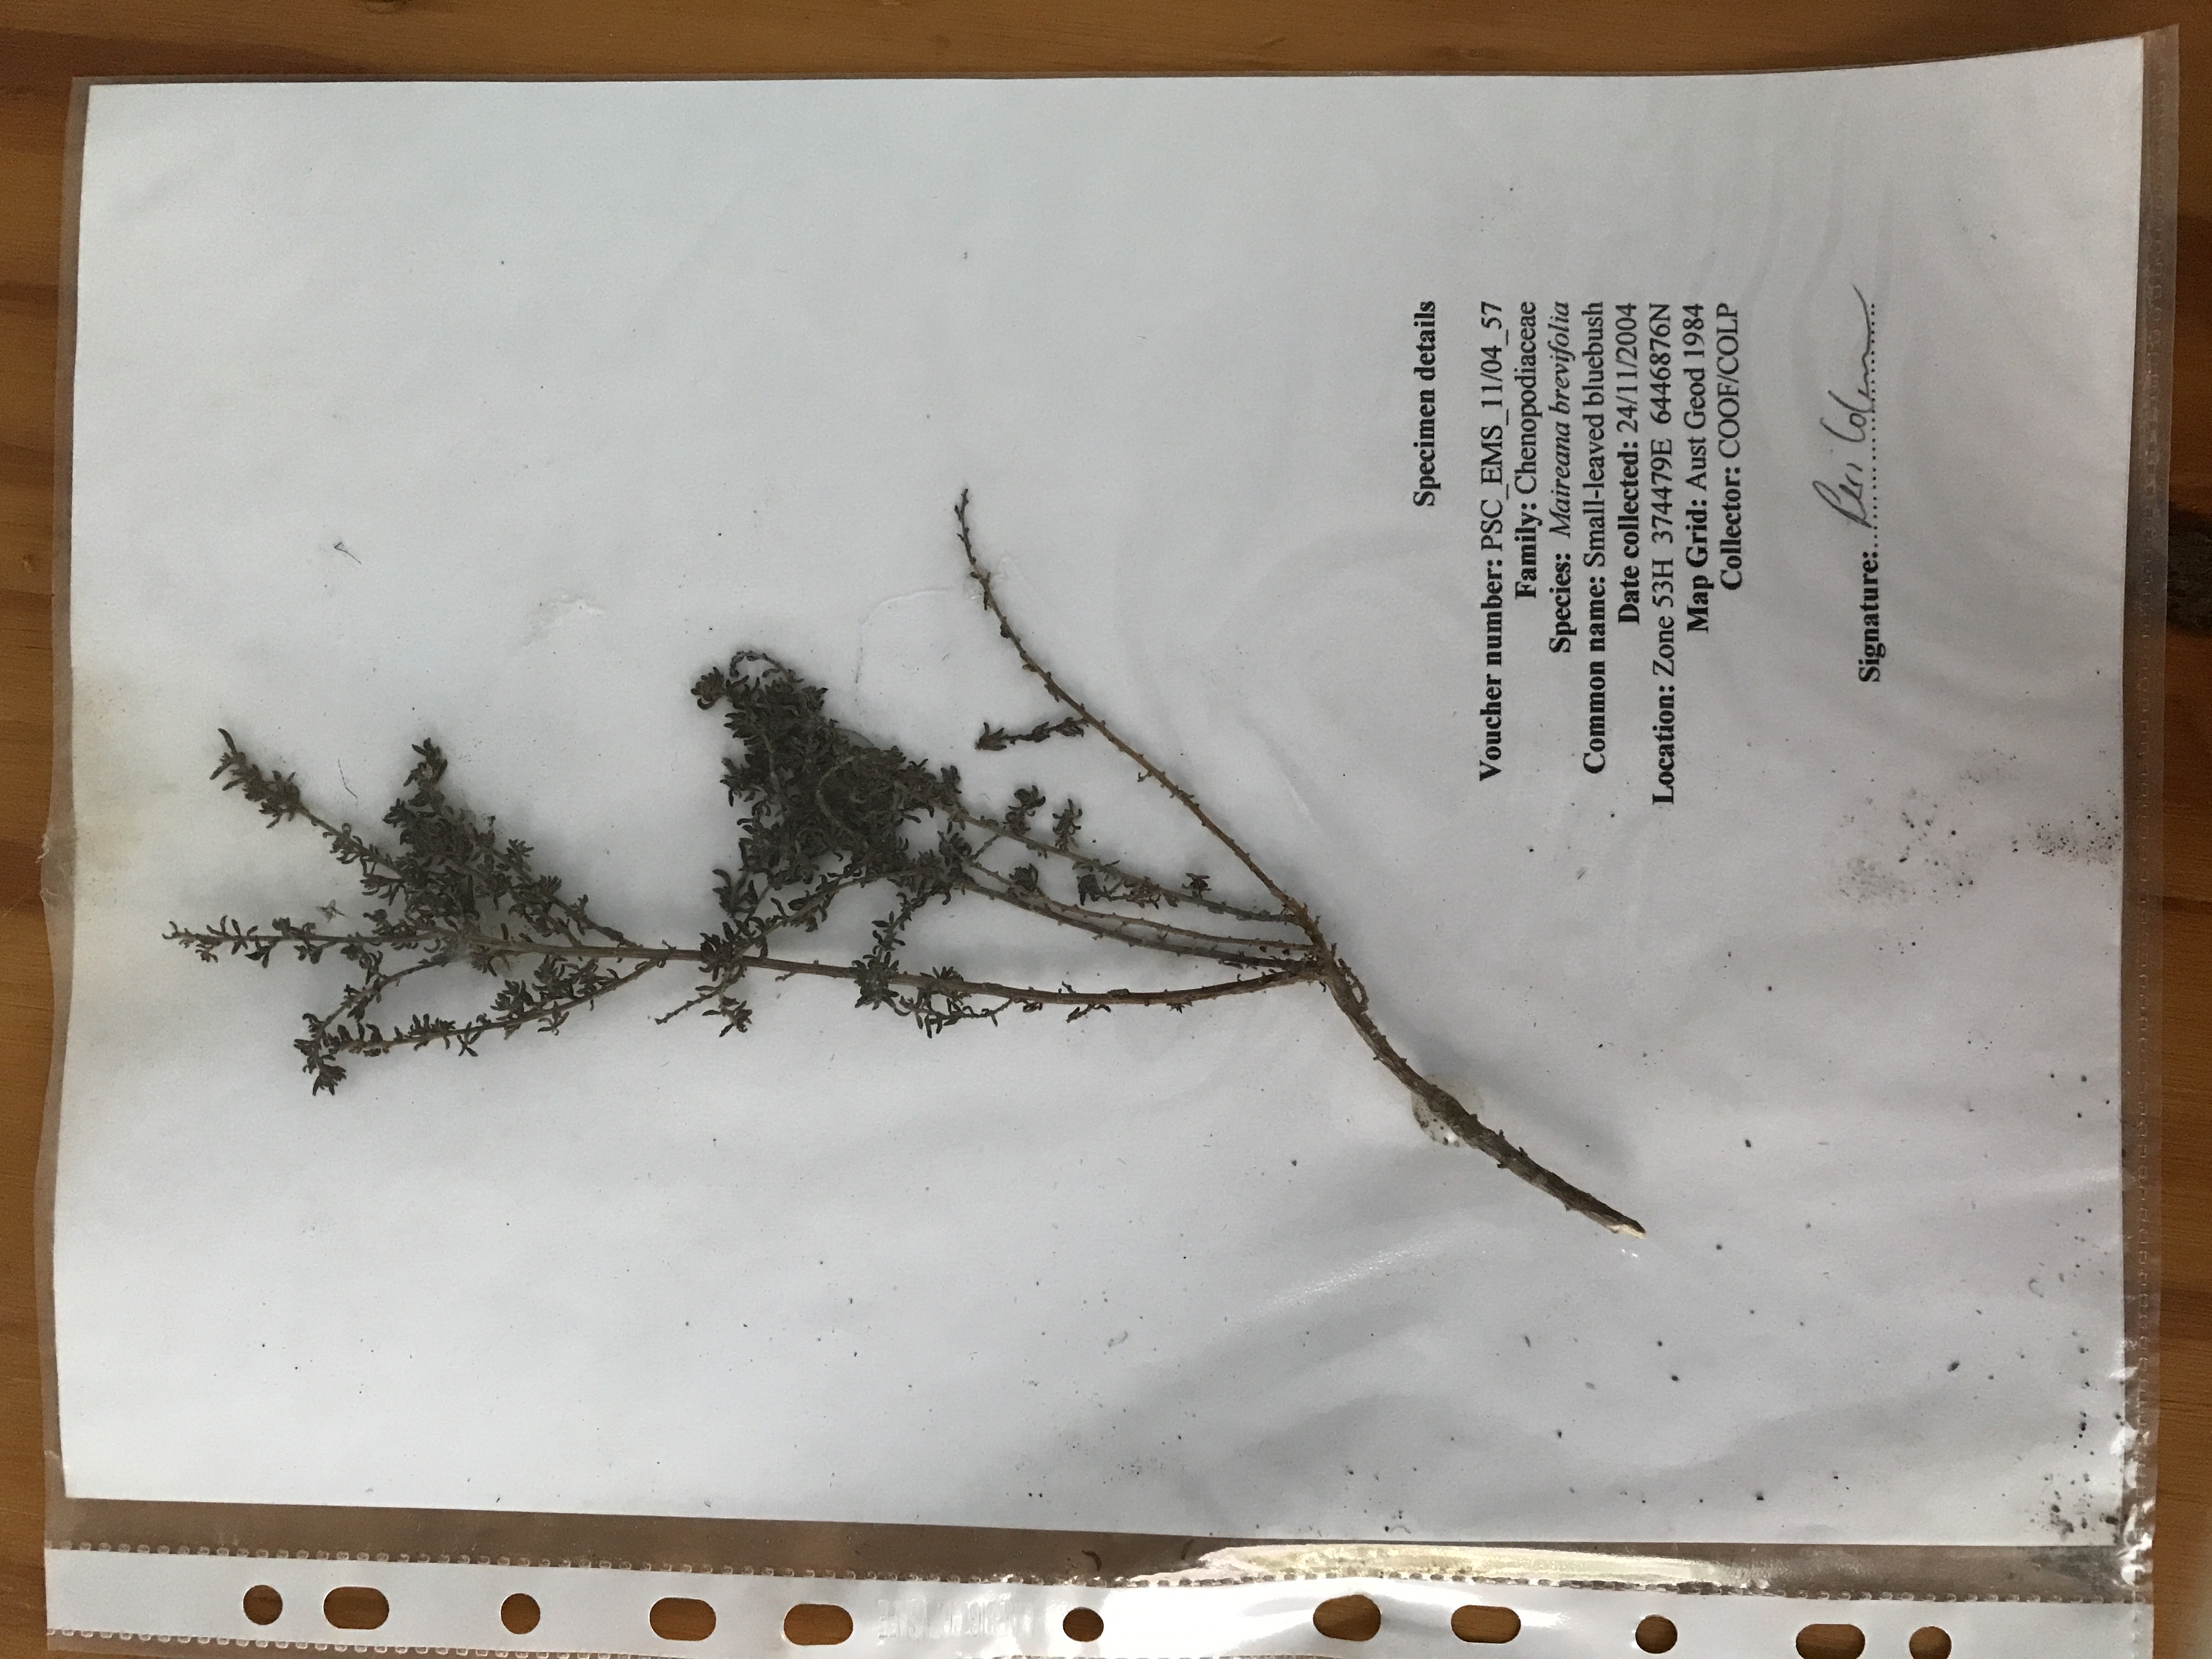 Specimen details
Voucher number: PSC_EMS_11/04_57
Family: Chenopodiaceae
Species: Maireana brevifolia
Common name: Small-leaved bluebush
Date collected: 24/11/2004
Location: Zone 53H 374479E 6446876N
Map Grid: Aust Geod 1984
Collector: COOF/COLP
Signature: Peri